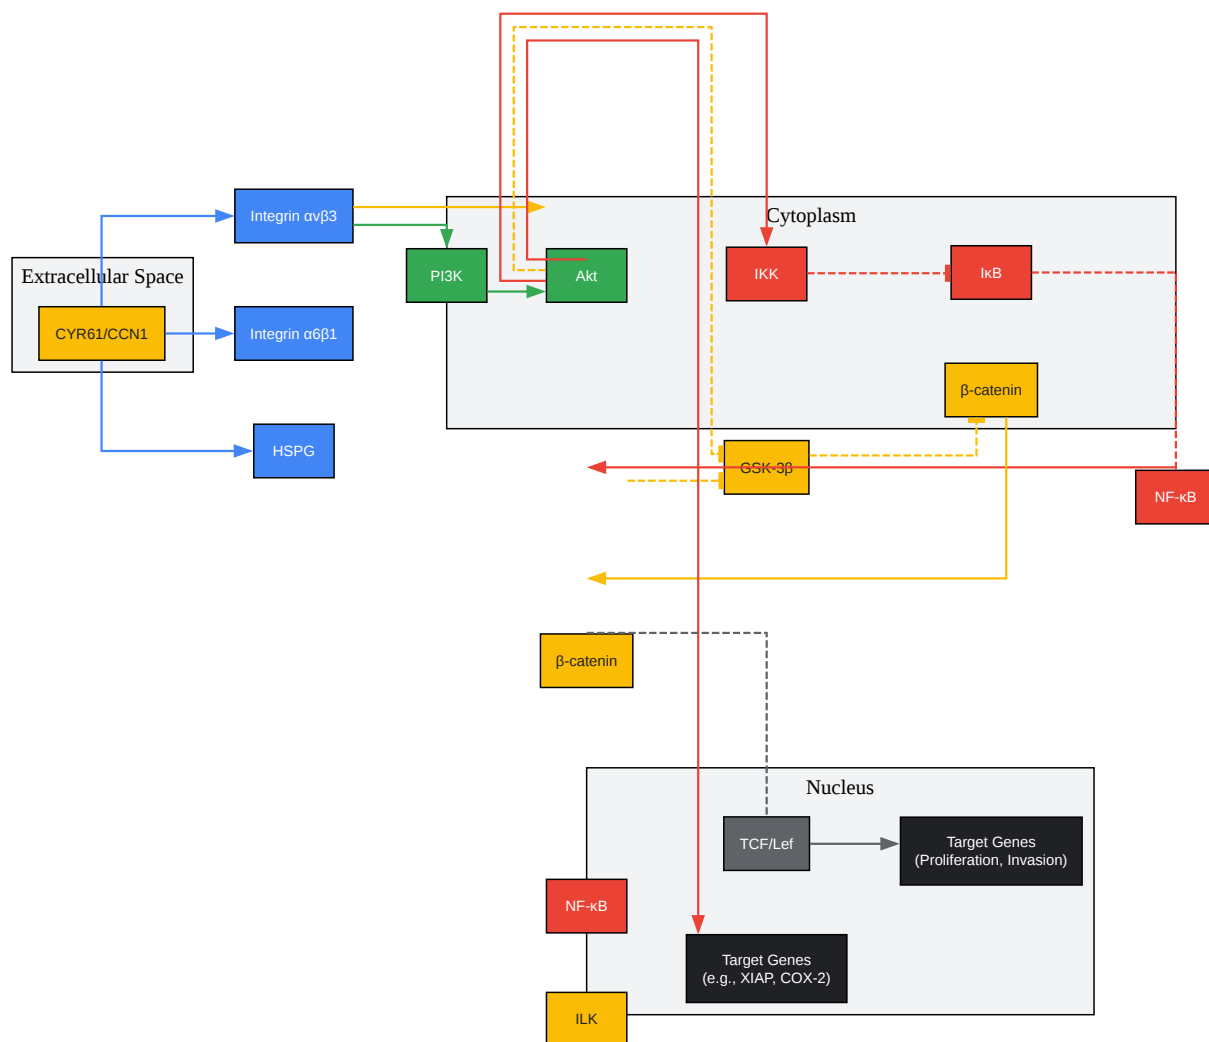 Integrin αvβ3
Cytoplasm
Extracellular Space
PI3K
Akt
IKK
IκB
CYR61/CCN1
Integrin α6β1
β-catenin
HSPG
GSK-3β
NF-κB
β-catenin
Nucleus
TCF/Lef
Target Genes
(Proliferation, Invasion)
NF-κB
Target Genes
(e.g., XIAP, COX-2)
ILK